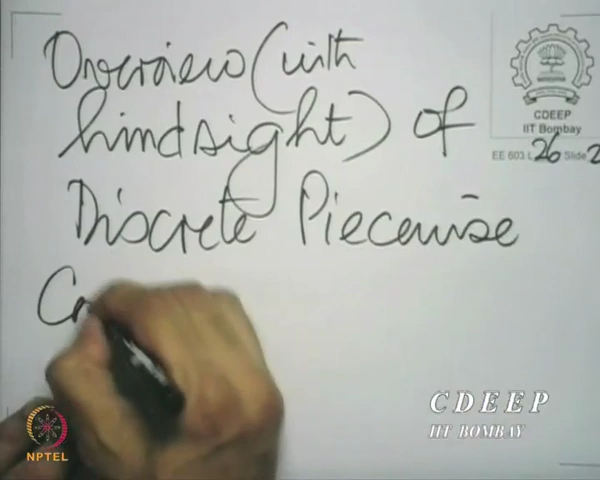 Overview (with
hindsight) of
Discrete Piecewise
CDEEP
IIT Bombay
EE 603 L 26 Slide 2
CDEEP
IIT BOMBAY
NPTEL